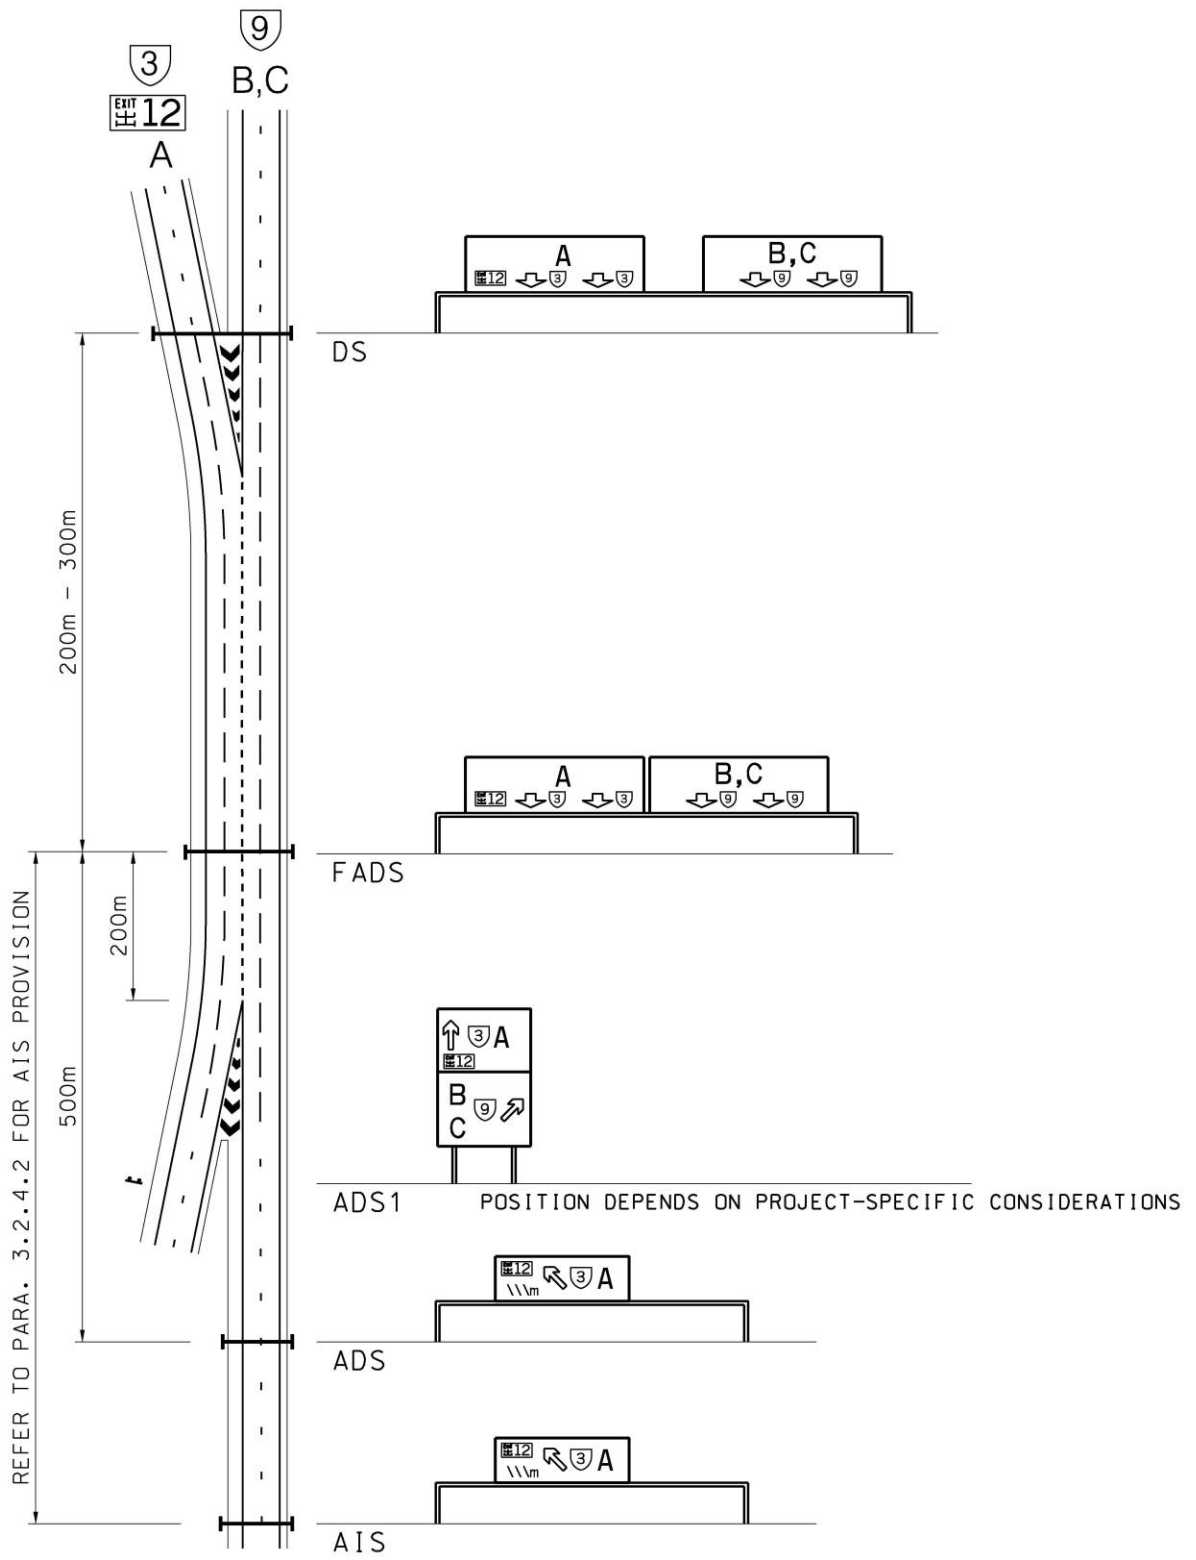 9
3
B,C
EXIT
出 12
A
A
12 3 3
B,C
9 9
DS
200m - 300m
A
12 3 3
B,C
9 9
FADS
200m
500m
REFER TO PARA. 3.2.4.2 FOR AIS PROVISION
3 A
12
B
C
9
ADS1
POSITION DEPENDS ON PROJECT-SPECIFIC CONSIDERATIONS
12
\\\m
3 A
ADS
12
\\\m
3 A
AIS